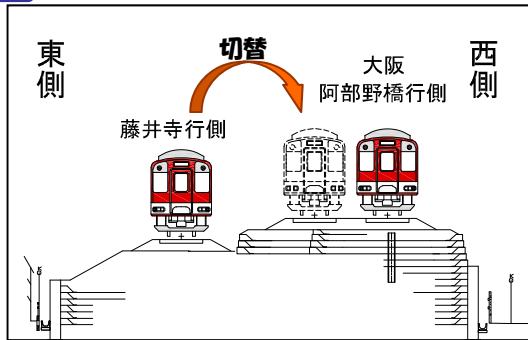 東側
切替
大阪
阿部野橋行側
西側
藤井寺行側